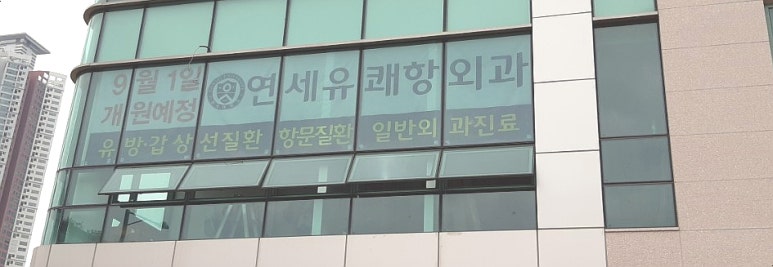 9월 1일
개원예정
연세유쾌항외과
유방·갑상선질환 항문질환 일반외과진료